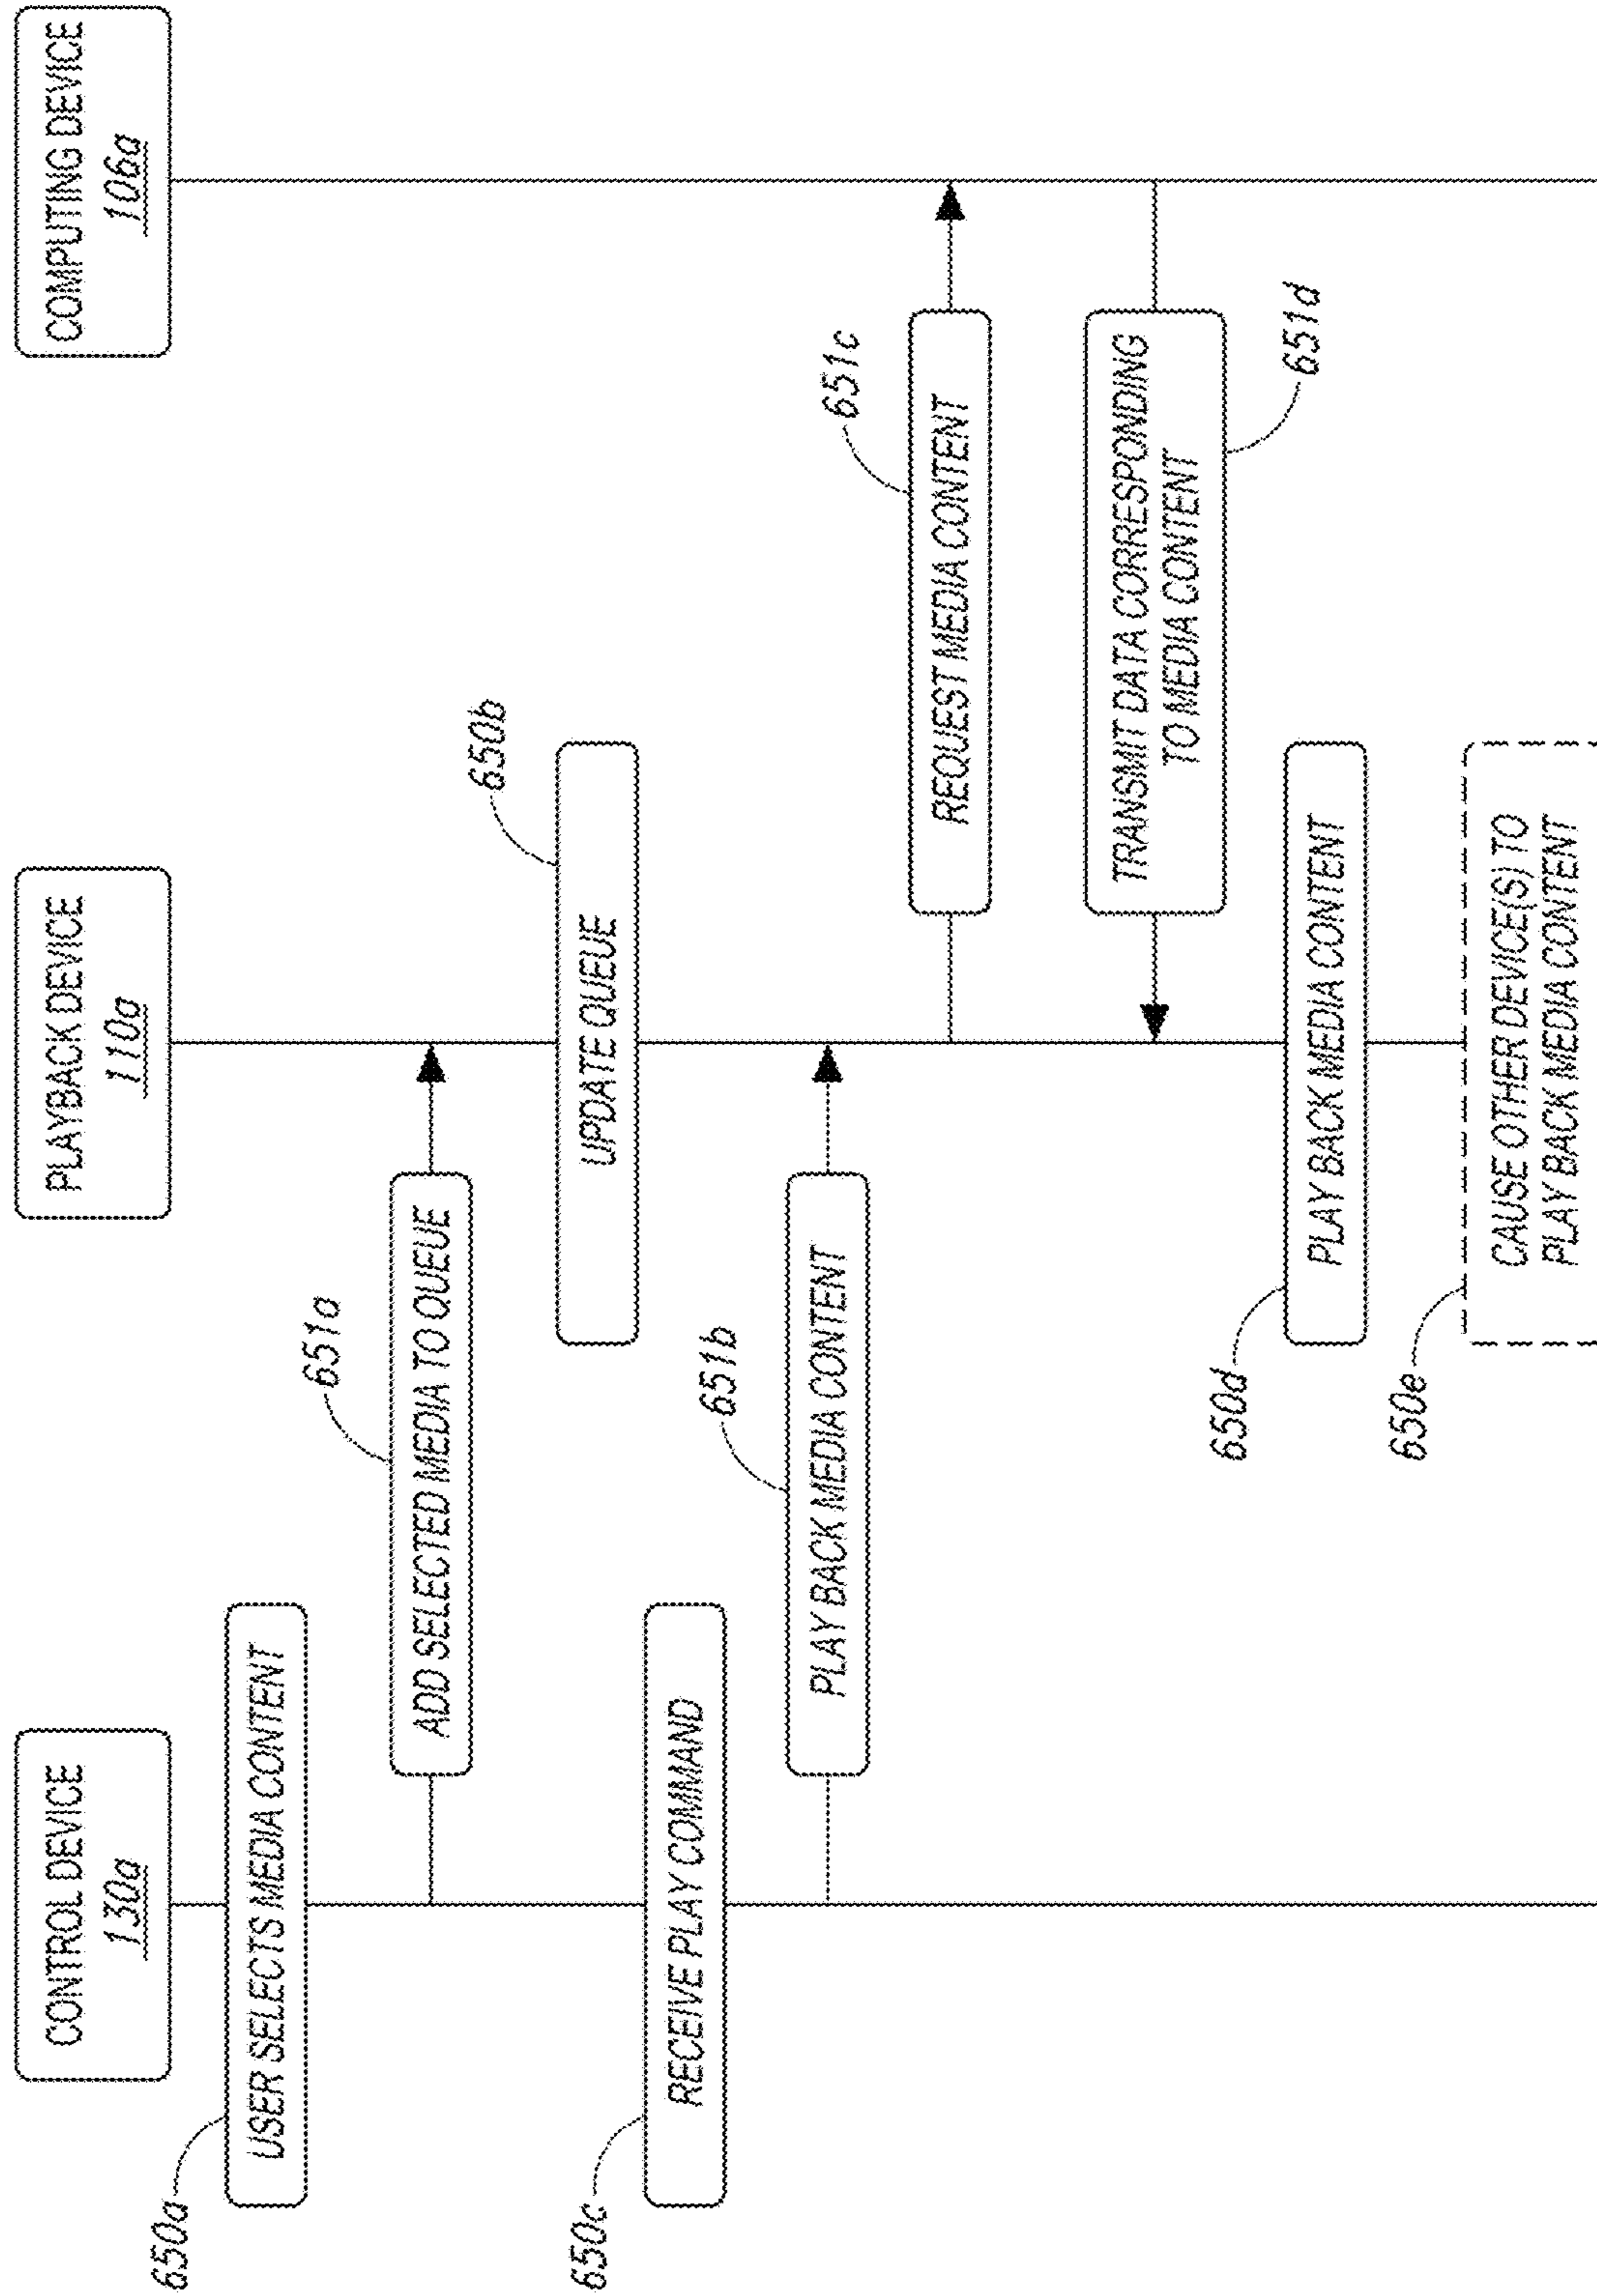 CONTROL DEVICE
130a
PLAYBACK DEVICE
110a
COMPUTING DEVICE
106a
650a
USER SELECTS MEDIA CONTENT
651a
ADD SELECTED MEDIA TO QUEUE
650b
UPDATE QUEUE
650c
RECEIVE PLAY COMMAND
651b
PLAY BACK MEDIA CONTENT
651c
REQUEST MEDIA CONTENT
TRANSMIT DATA CORRESPONDING
TO MEDIA CONTENT
651d
650d
PLAY BACK MEDIA CONTENT
650e
CAUSE OTHER DEVICE(S) TO
PLAY BACK MEDIA CONTENT